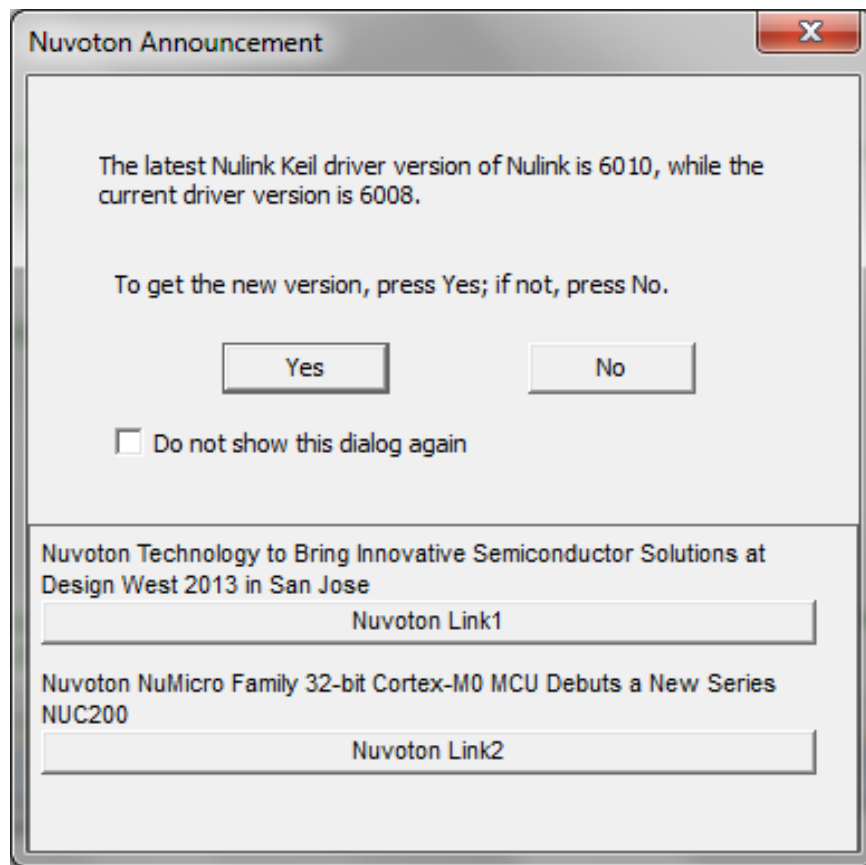 Nuvoton Announcement
The latest Nulink Keil driver version of Nulink is 6010, while the
current driver version is 6008.
To get the new version, press Yes; if not, press No.
Yes
No
Do not show this dialog again
Nuvoton Technology to Bring Innovative Semiconductor Solutions at
Design West 2013 in San Jose
Nuvoton Link1
Nuvoton NuMicro Family 32-bit Cortex-M0 MCU Debuts a New Series
NUC200
Nuvoton Link2